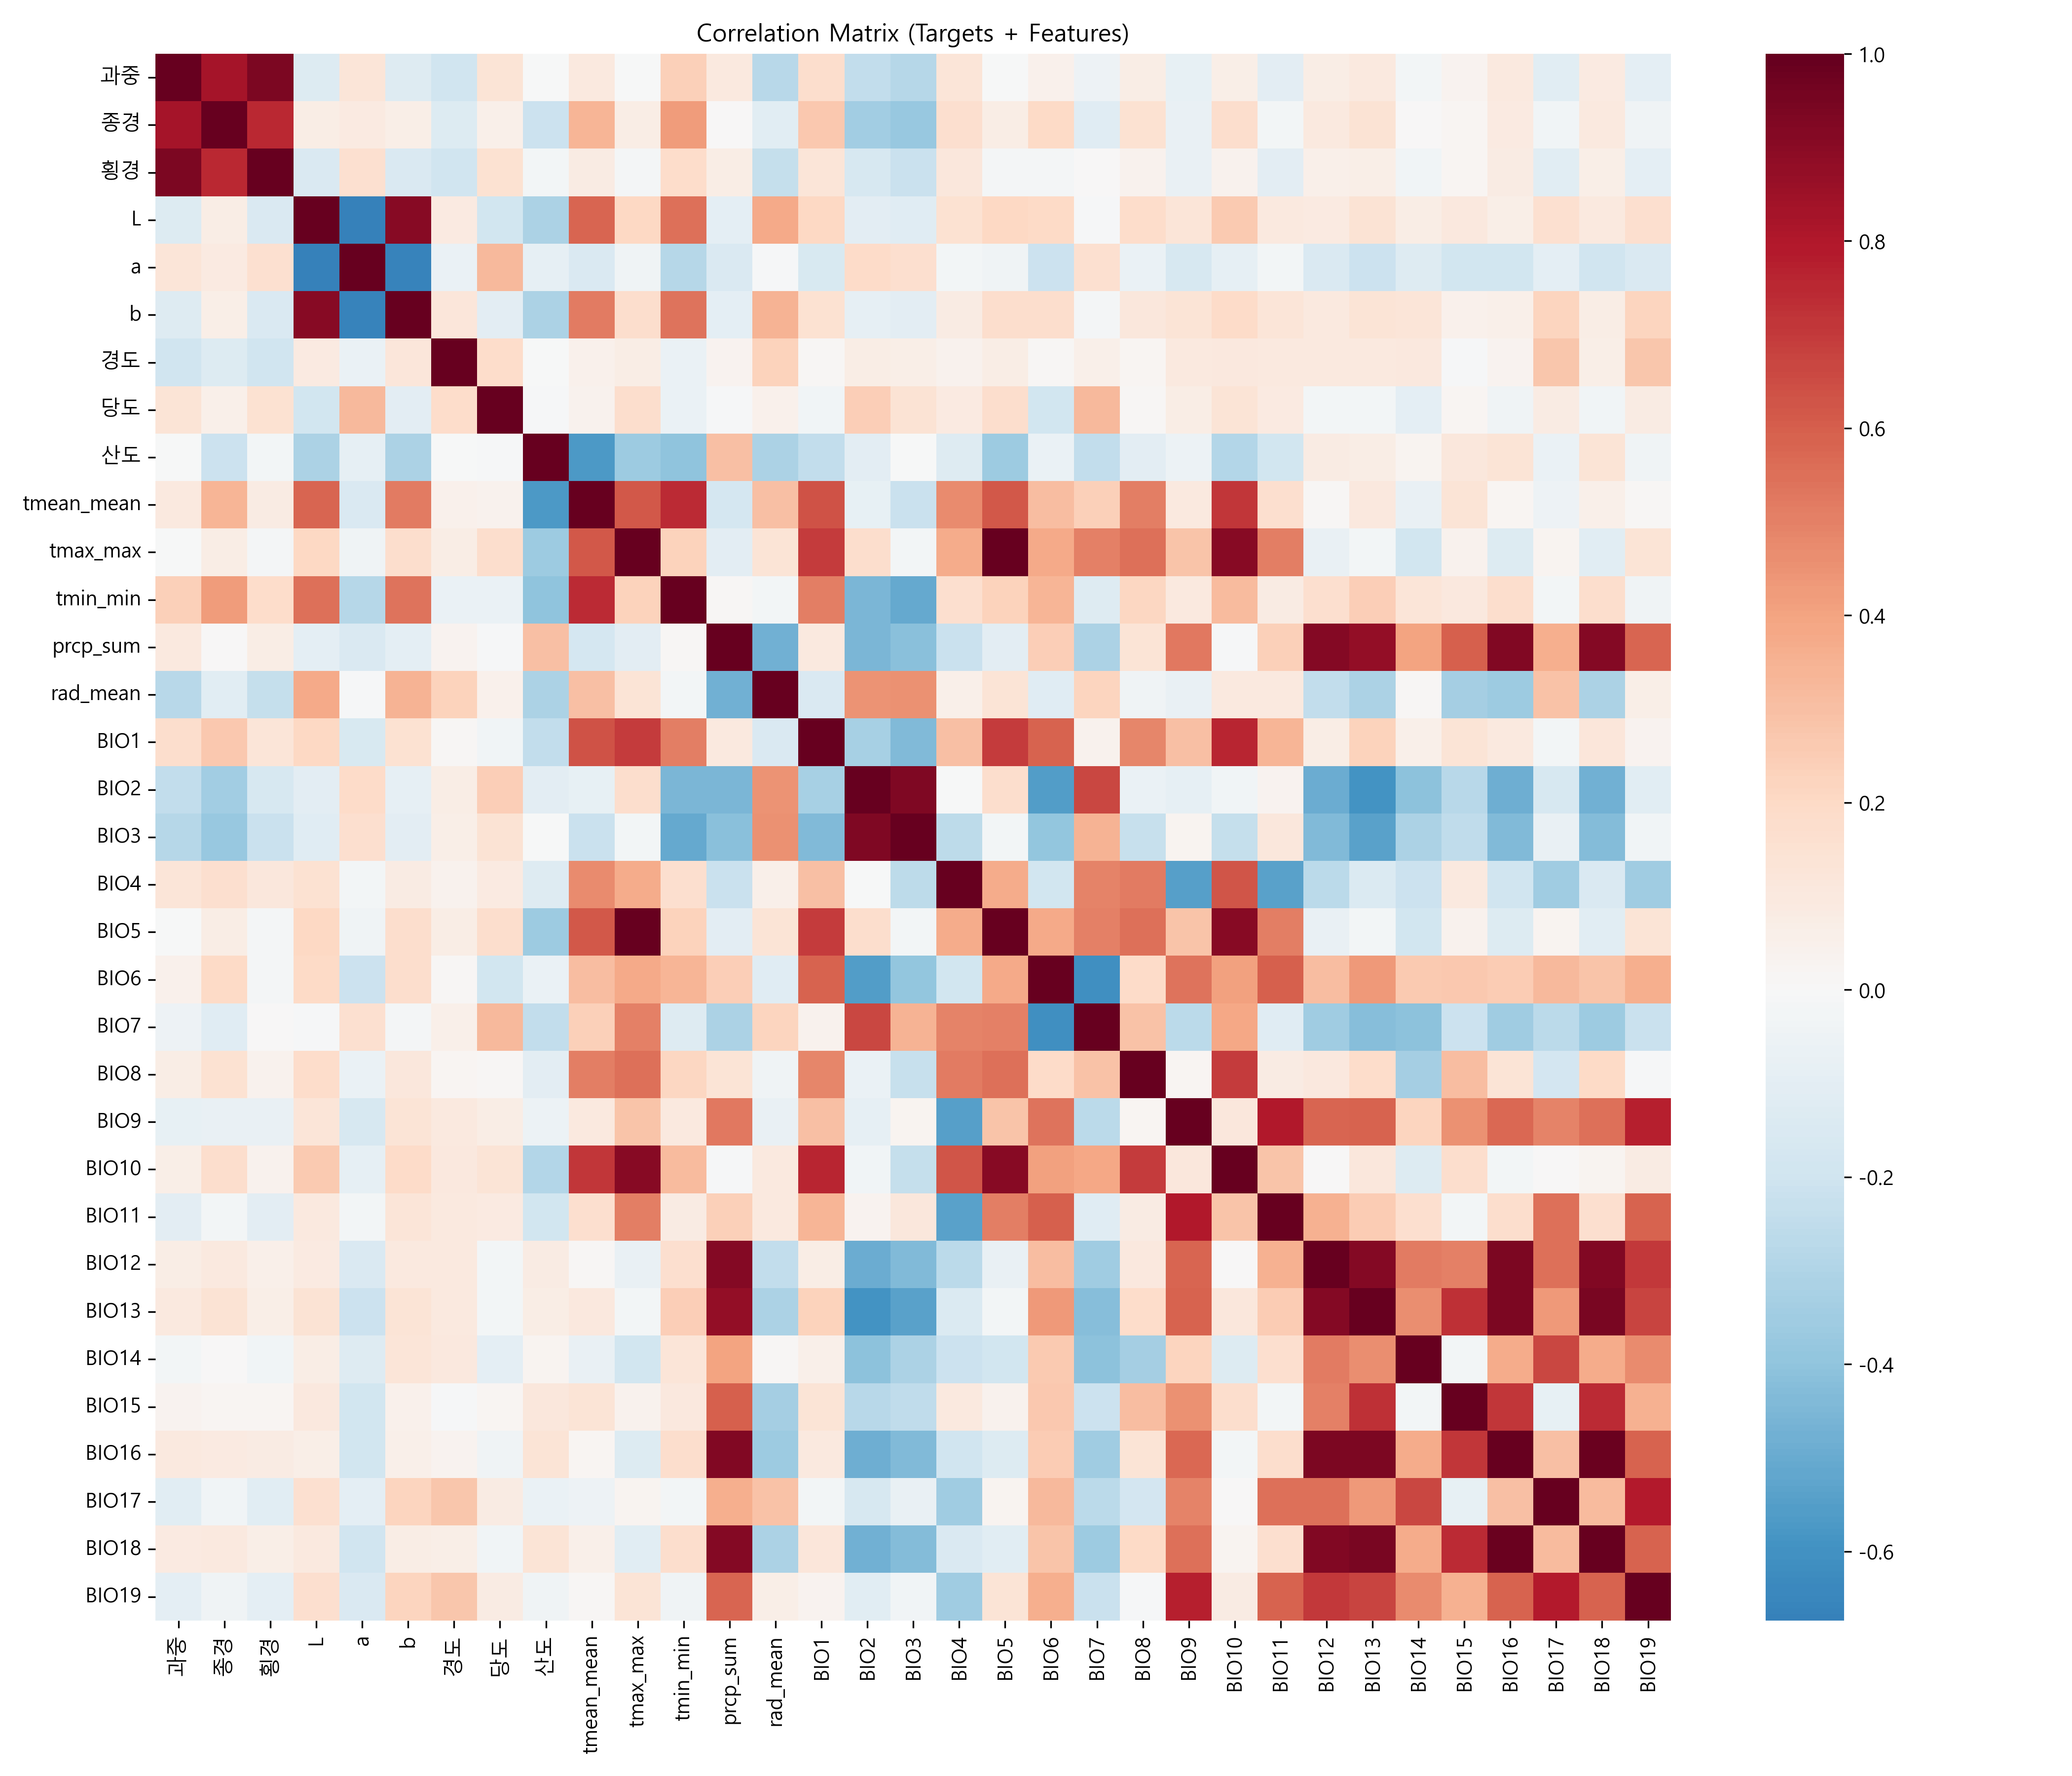 Correlation Matrix (Targets + Features)
과중
종경
횡경
L
a
b
경도
당도
산도
tmean_mean
tmax_max
tmin_min
prcp_sum
rad_mean
BIO1
BIO2
BIO3
BIO4
BIO5
BIO6
BIO7
BIO8
BIO9
BIO10
BIO11
BIO12
BIO13
BIO14
BIO15
BIO16
BIO17
BIO18
BIO19
과중
종경
횡경
L
a
b
경도
당도
산도
tmean_mean
tmax_max
tmin_min
prcp_sum
rad_mean
BIO1
BIO2
BIO3
BIO4
BIO5
BIO6
BIO7
BIO8
BIO9
BIO10
BIO11
BIO12
BIO13
BIO14
BIO15
BIO16
BIO17
BIO18
BIO19
1.0
0.8
0.6
0.4
0.2
0.0
-0.2
-0.4
-0.6